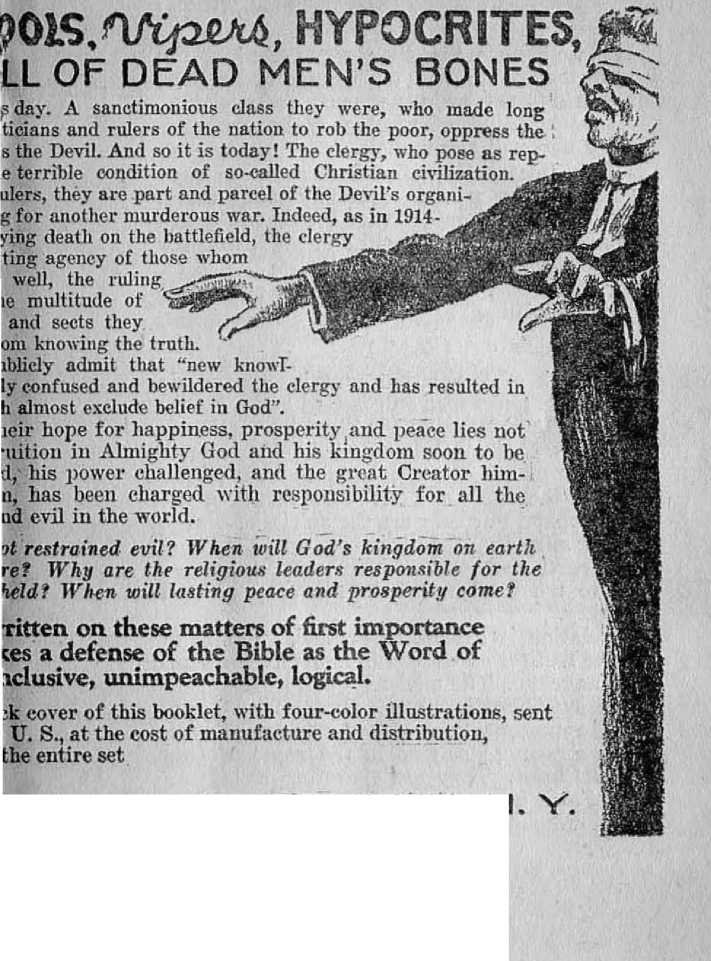 Vipers, HYPOCRITES,
OF DEAD MEN'S BONES
day. A sanctimonious class they were, who made long
ticians and rulers of the nation to rob the poor, oppress the
s the Devil. And so it is today! The clergy, who pose as rep-
e terrible condition of so-called Christian civilization.
ulers, they are part and parcel of the Devil's organi-
g for another murderous war. Indeed, as in 1914-
ying death on the battlefield, the clergy
ting agency of those whom
well, the ruling
multitude of
and sects they
om knowing the truth.
ublicly admit that "new knowl-
ly confused and bewildered the clergy and has resulted in
h almost exclude belief in God".
heir hope for happiness, prosperity and peace lies not
uition in Almighty God and his kingdom soon to be
d, his power challenged, and the great Creator him-
n, has been charged with responsibility for all the
nd evil in the world.
ot restrained evil? When will God's kingdom on earth
re? Why are the religious leaders responsible for the
held? When will lasting peace and prosperity come?
ritten on these matters of first importance
kes a defense of the Bible as the Word of
nclusive, unimpeachable, logical.
ck cover of this booklet, with four-color illustrations, sent
U. S., at the cost of manufacture and distribution,
the entire set
Y.